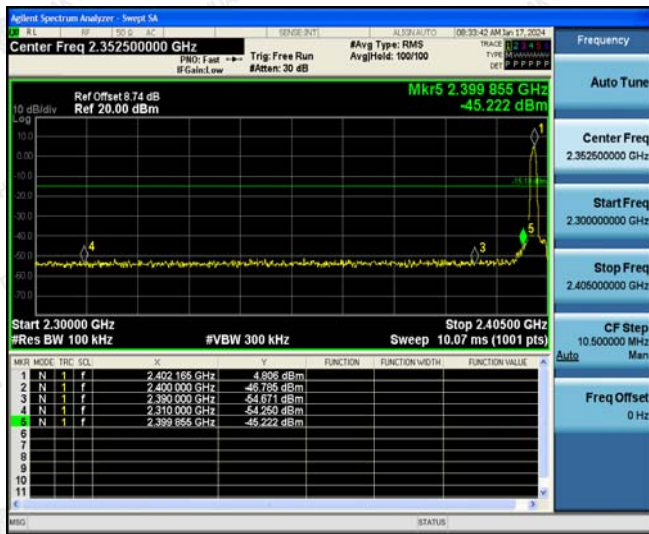 Agilent Spectrum Analyzer - Swept SA
RL RF 50 Ω AC SENSE:INT ALIGN AUTO 08:33:42 AM Jan 17, 2024
Center Freq 2.352500000 GHz
PNO: Fast
IFGain:Low
Trig: Free Run
#Atten: 30 dB
#Avg Type: RMS
Avg|Hold: 100/100
TRACE 1 2 3 4 5 6
TYPE
DET P P P P P P
Mkr5 2.399 855 GHz
-45.222 dBm
Ref Offset 8.74 dB
Ref 20.00 dBm
10 dB/div
Log
10.0
0.00
-10.0
-20.0
-30.0
-40.0
-50.0
-60.0
-70.0
1
5
4
3
Start 2.30000 GHz
#Res BW 100 kHz
#VBW 300 kHz
Stop 2.40500 GHz
Sweep 10.07 ms (1001 pts)
MKR MODE TRC SCL X Y FUNCTION FUNCTION WIDTH FUNCTION VALUE
1 N 1 f 2.402 165 GHz 4.806 dBm
2 N 1 f 2.400 000 GHz -46.785 dBm
3 N 1 f 2.390 000 GHz -54.671 dBm
4 N 1 f 2.310 000 GHz -54.250 dBm
5 N 1 f 2.399 855 GHz -45.222 dBm
6
7
8
9
10
11
MSG STATUS
Frequency
Auto Tune
Center Freq
2.352500000 GHz
Start Freq
2.300000000 GHz
Stop Freq
2.405000000 GHz
CF Step
10.500000 MHz
Auto Man
Freq Offset
0 Hz